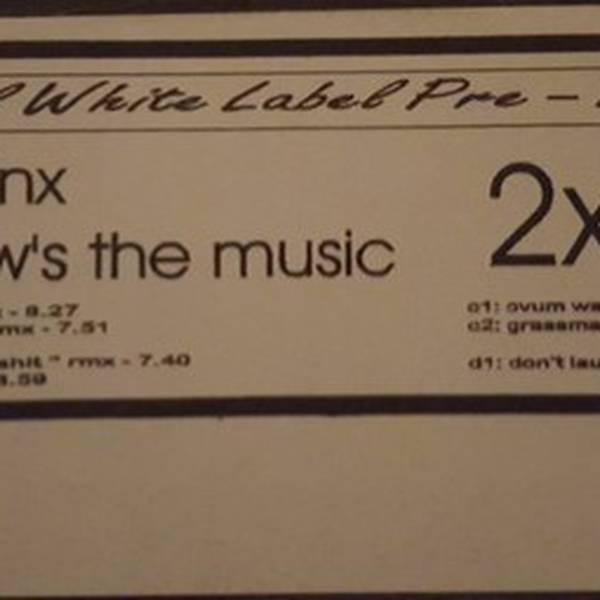 White Label Pre -
nx
w's the music
2x
- 8.27
mx - 7.51
shit " rmx - 7.40
8.59
c1: ovum wa
c2: grassma
d1: don't lau